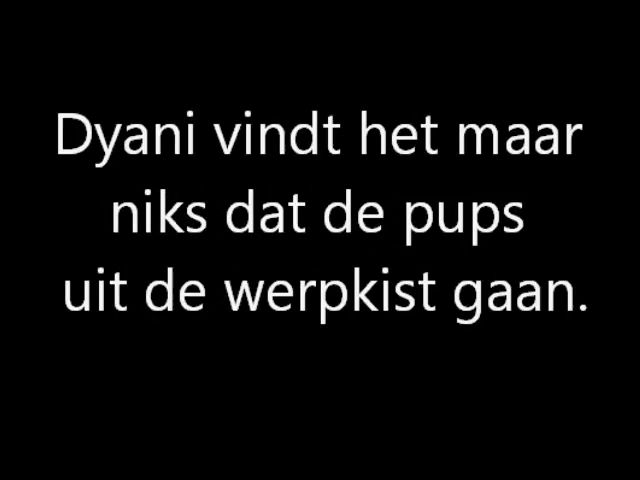 Dyani vindt het maar
niks dat de pups
uit de werpkist gaan.